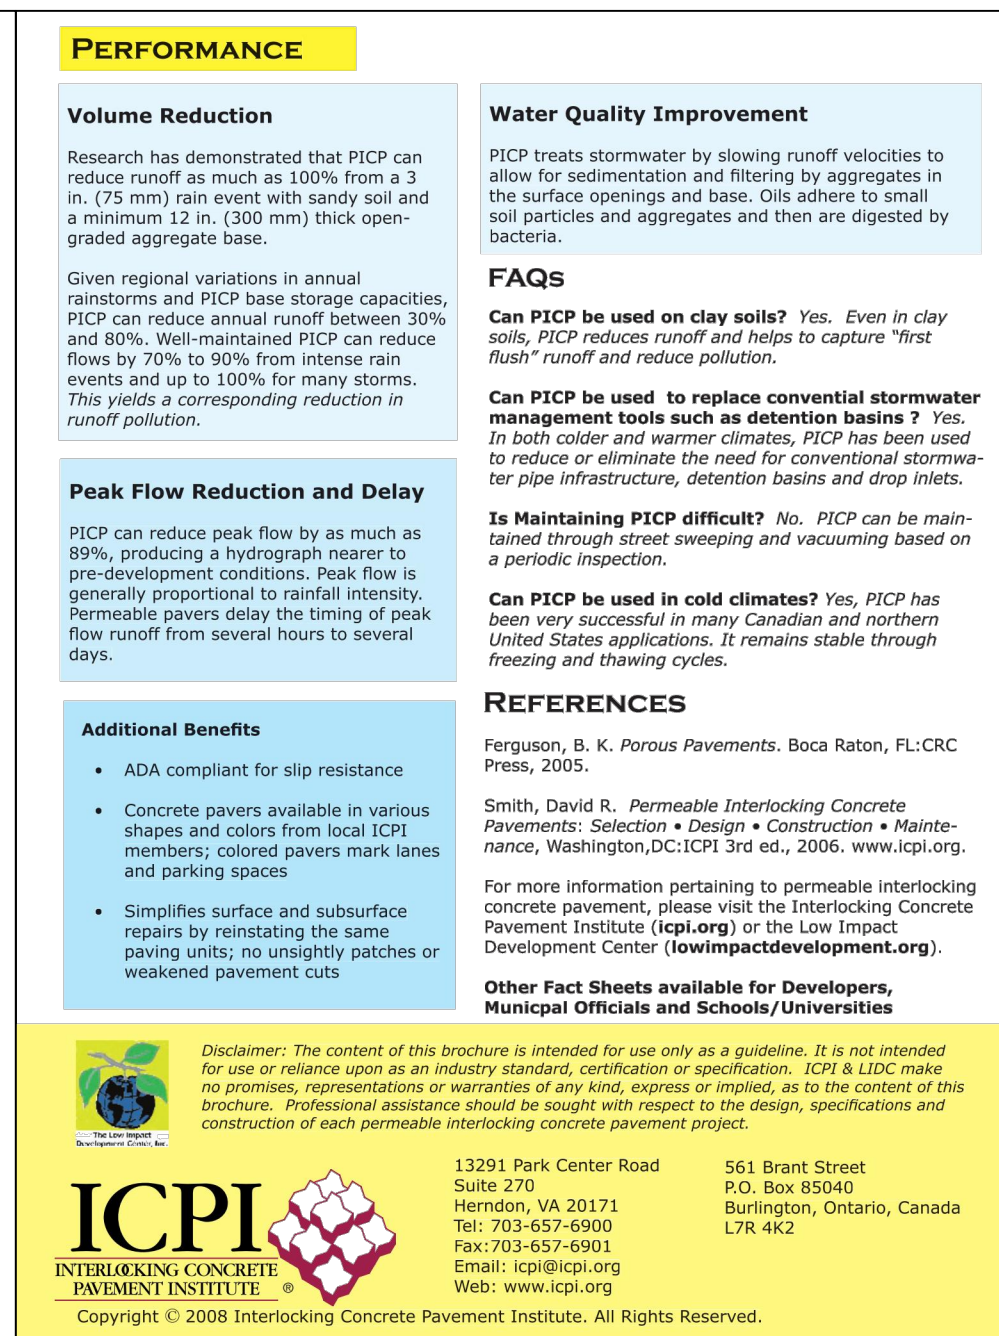 PERFORMANCE
Volume Reduction
Research has demonstrated that PICP can
reduce runoff as much as 100% from a 3
in. (75 mm) rain event with sandy soil and
a minimum 12 in. (300 mm) thick open-
graded aggregate base.
Given regional variations in annual
rainstorms and PICP base storage capacities,
PICP can reduce annual runoff between 30%
and 80%. Well-maintained PICP can reduce
flows by 70% to 90% from intense rain
events and up to 100% for many storms.
This yields a corresponding reduction in
runoff pollution.
Peak Flow Reduction and Delay
PICP can reduce peak flow by as much as
89%, producing a hydrograph nearer to
pre-development conditions. Peak flow is
generally proportional to rainfall intensity.
Permeable pavers delay the timing of peak
flow runoff from several hours to several
days.
Additional Benefits
• ADA compliant for slip resistance
• Concrete pavers available in various
shapes and colors from local ICPI
members; colored pavers mark lanes
and parking spaces
• Simplifies surface and subsurface
repairs by reinstating the same
paving units; no unsightly patches or
weakened pavement cuts
Water Quality Improvement
PICP treats stormwater by slowing runoff velocities to
allow for sedimentation and filtering by aggregates in
the surface openings and base. Oils adhere to small
soil particles and aggregates and then are digested by
bacteria.
FAQs
Can PICP be used on clay soils? Yes. Even in clay
soils, PICP reduces runoff and helps to capture “first
flush” runoff and reduce pollution.
Can PICP be used to replace convential stormwater
management tools such as detention basins ? Yes.
In both colder and warmer climates, PICP has been used
to reduce or eliminate the need for conventional stormwa-
ter pipe infrastructure, detention basins and drop inlets.
Is Maintaining PICP difficult? No. PICP can be main-
tained through street sweeping and vacuuming based on
a periodic inspection.
Can PICP be used in cold climates? Yes, PICP has
been very successful in many Canadian and northern
United States applications. It remains stable through
freezing and thawing cycles.
REFERENCES
Ferguson, B. K. Porous Pavements. Boca Raton, FL:CRC
Press, 2005.
Smith, David R. Permeable Interlocking Concrete
Pavements: Selection • Design • Construction • Mainte-
nance, Washington,DC:ICPI 3rd ed., 2006. www.icpi.org.
For more information pertaining to permeable interlocking
concrete pavement, please visit the Interlocking Concrete
Pavement Institute (icpi.org) or the Low Impact
Development Center (lowimpactdevelopment.org).
Other Fact Sheets available for Developers,
Municpal Officials and Schools/Universities
Disclaimer: The content of this brochure is intended for use only as a guideline. It is not intended
for use or reliance upon as an industry standard, certification or specification. ICPI & LIDC make
no promises, representations or warranties of any kind, express or implied, as to the content of this
brochure. Professional assistance should be sought with respect to the design, specifications and
construction of each permeable interlocking concrete pavement project.
The Low Impact
Development Center, Inc.
ICPI
INTERLOCKING CONCRETE
PAVEMENT INSTITUTE ®
13291 Park Center Road
Suite 270
Herndon, VA 20171
Tel: 703-657-6900
Fax:703-657-6901
Email: icpi@icpi.org
Web: www.icpi.org
561 Brant Street
P.O. Box 85040
Burlington, Ontario, Canada
L7R 4K2
Copyright © 2008 Interlocking Concrete Pavement Institute. All Rights Reserved.